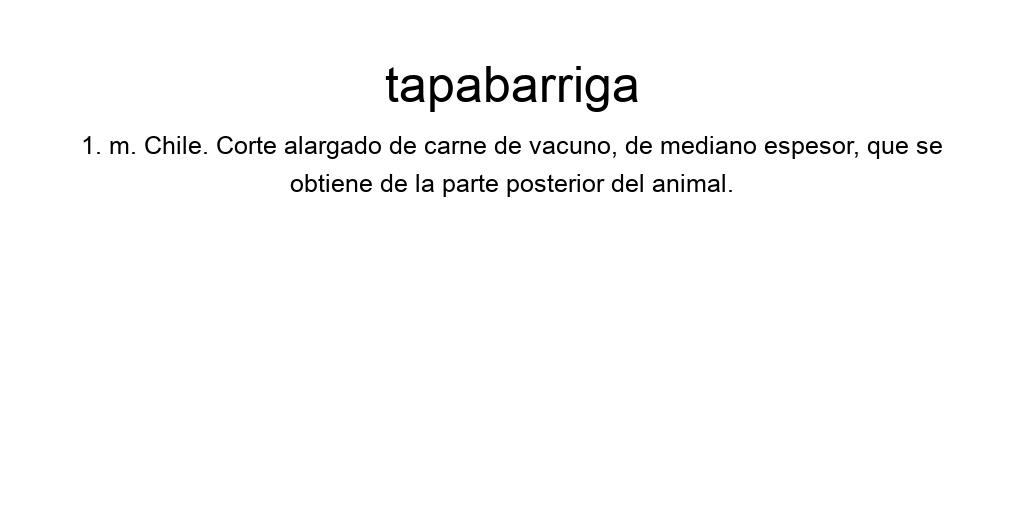 tapabarriga
1. m. Chile. Corte alargado de carne de vacuno, de mediano espesor, que se
obtiene de la parte posterior del animal.